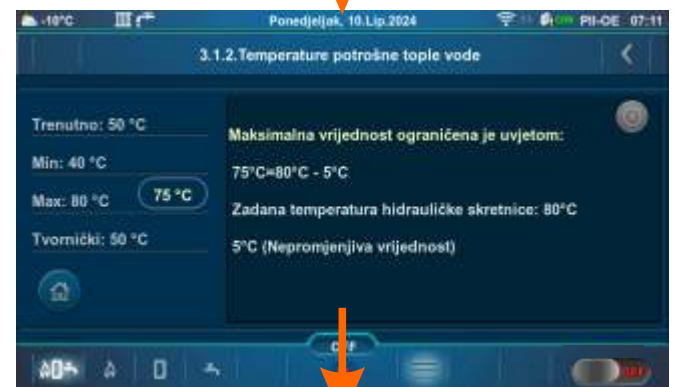 -10°C Ponedjeljak, 10.Lip.2024 PII-OE 07:11
3.1.2.Temperature potrošne tople vode
Trenutno: 50 °C
Min: 40 °C
Max: 80 °C 75 °C
Tvornički: 50 °C
Maksimalna vrijednost ograničena je uvjetom:
75°C=80°C - 5°C
Zadana temperatura hidrauličke skretnice: 80°C
5°C (Nepromjenjiva vrijednost)
OFF